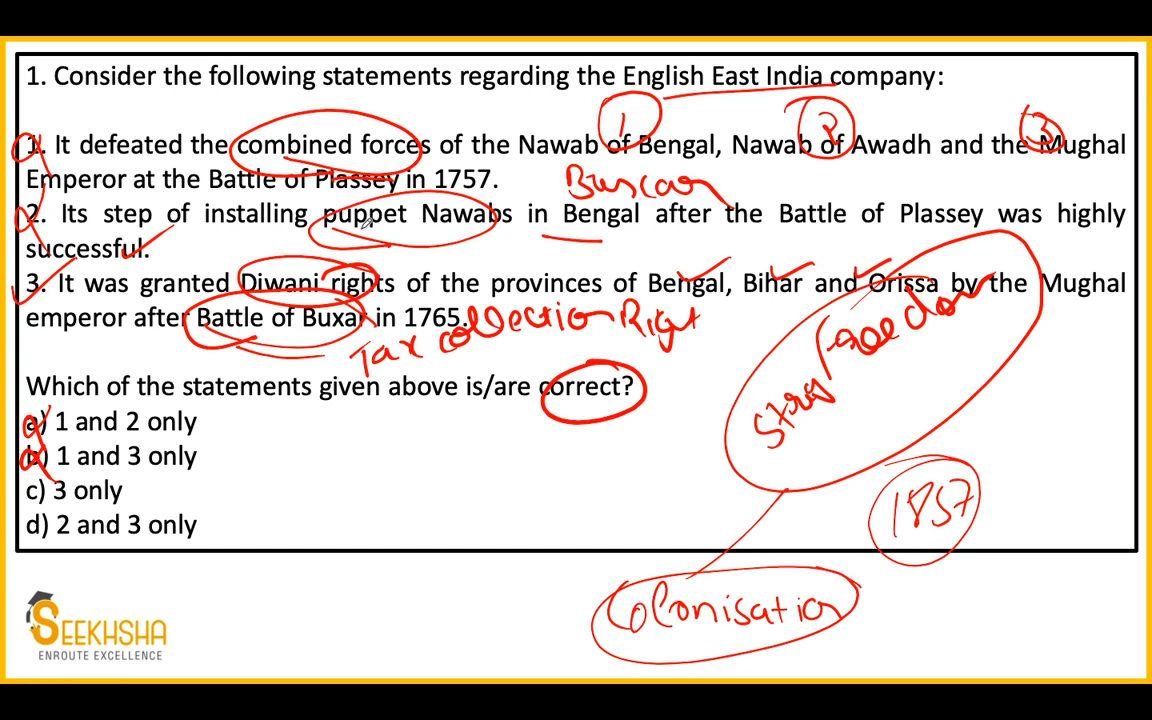 1. Consider the following statements regarding the English East India company:
1
2
3
1. It defeated the combined forces of the Nawab of Bengal, Nawab of Awadh and the Mughal
Emperor at the Battle of Plassey in 1757.
Buxar
2. Its step of installing puppet Nawabs in Bengal after the Battle of Plassey was highly
successful.
3. It was granted Diwani rights of the provinces of Bengal, Bihar and Orissa by the Mughal
emperor after Battle of Buxar in 1765.
Tax collection Right
Which of the statements given above is/are correct?
a) 1 and 2 only
b) 1 and 3 only
c) 3 only
d) 2 and 3 only
1857
Colonisation
SEEKHSHA
ENROUTE EXCELLENCE